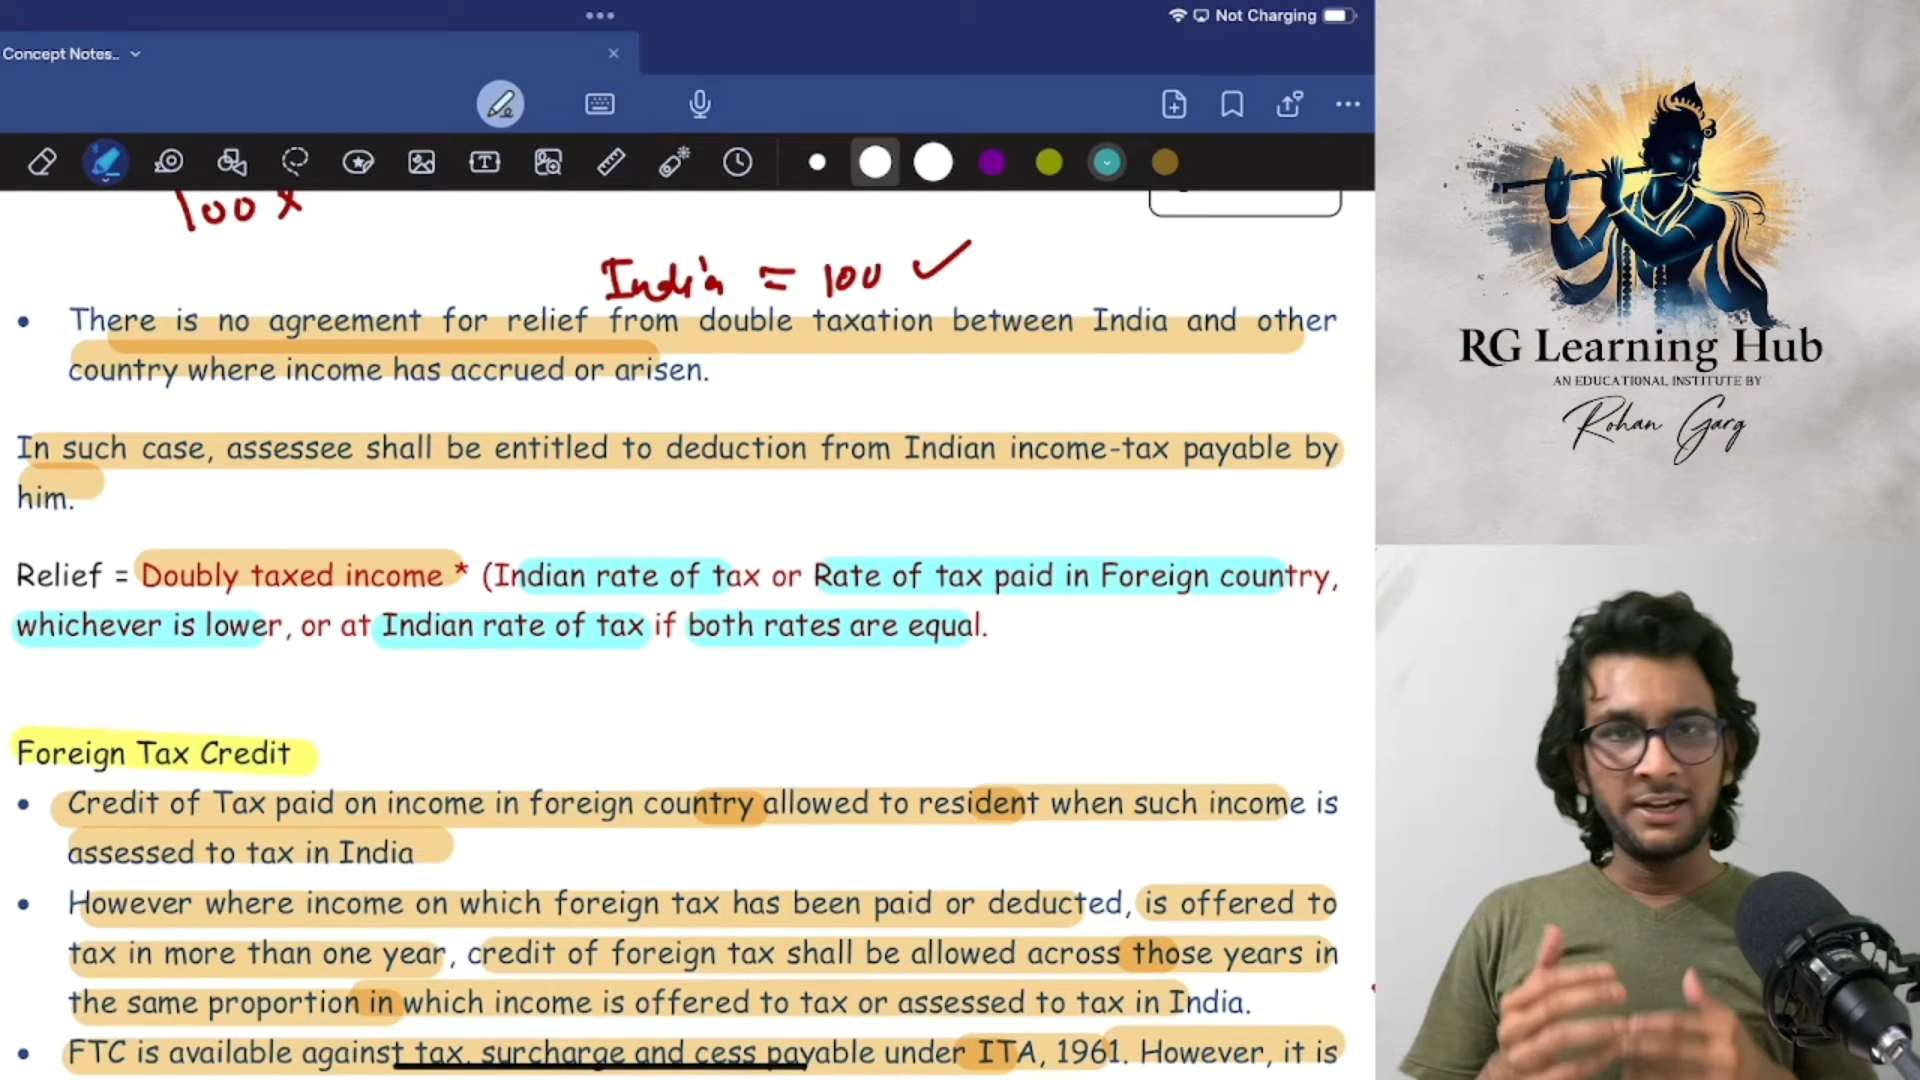 Not Charging
Concept Notes..
100 x
India = 100 ✓
• There is no agreement for relief from double taxation between India and other
country where income has accrued or arisen.
In such case, assessee shall be entitled to deduction from Indian income-tax payable by
him.
Relief = Doubly taxed income * (Indian rate of tax or Rate of tax paid in Foreign country,
whichever is lower, or at Indian rate of tax if both rates are equal.
Foreign Tax Credit
• Credit of Tax paid on income in foreign country allowed to resident when such income is
assessed to tax in India
• However where income on which foreign tax has been paid or deducted, is offered to
tax in more than one year, credit of foreign tax shall be allowed across those years in
the same proportion in which income is offered to tax or assessed to tax in India.
• FTC is available against tax, surcharge and cess payable under ITA, 1961. However, it is
RG Learning Hub
AN EDUCATIONAL INSTITUTE BY
Rohan Garg